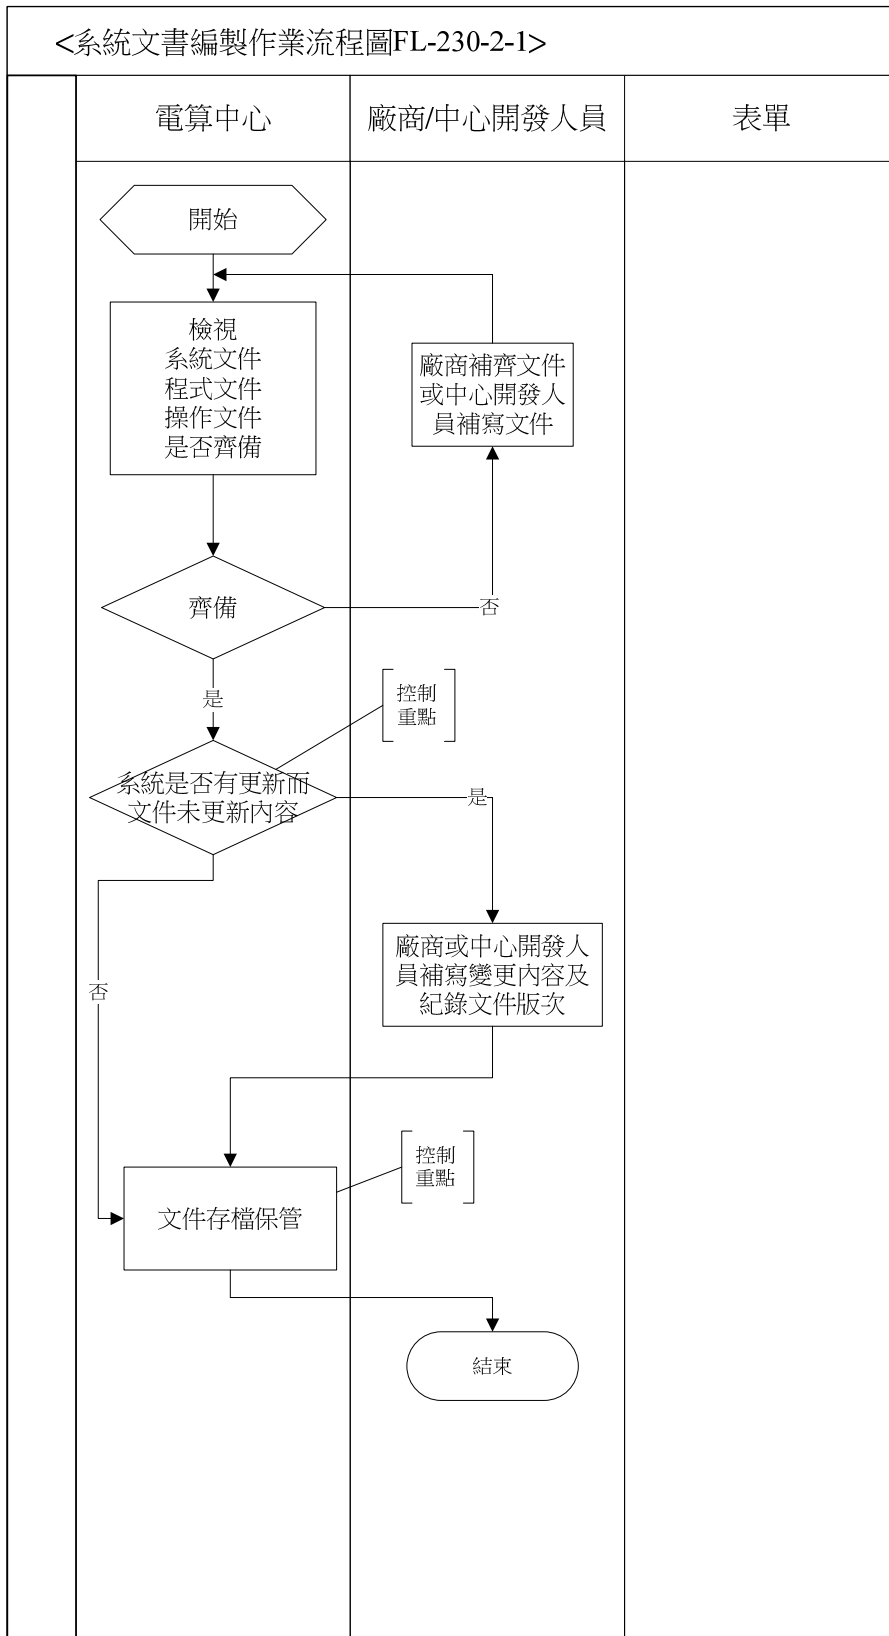 <系統文書編製作業流程圖FL-230-2-1>
電算中心
廠商/中心開發人員
表單
開始
檢視
系統文件
程式文件
操作文件
是否齊備
廠商補齊文件
或中心開發人
員補寫文件
齊備
否
是
控制
重點
系統是否有更新而
文件未更新內容
是
廠商或中心開發人
員補寫變更內容及
紀錄文件版次
否
控制
重點
文件存檔保管
結束